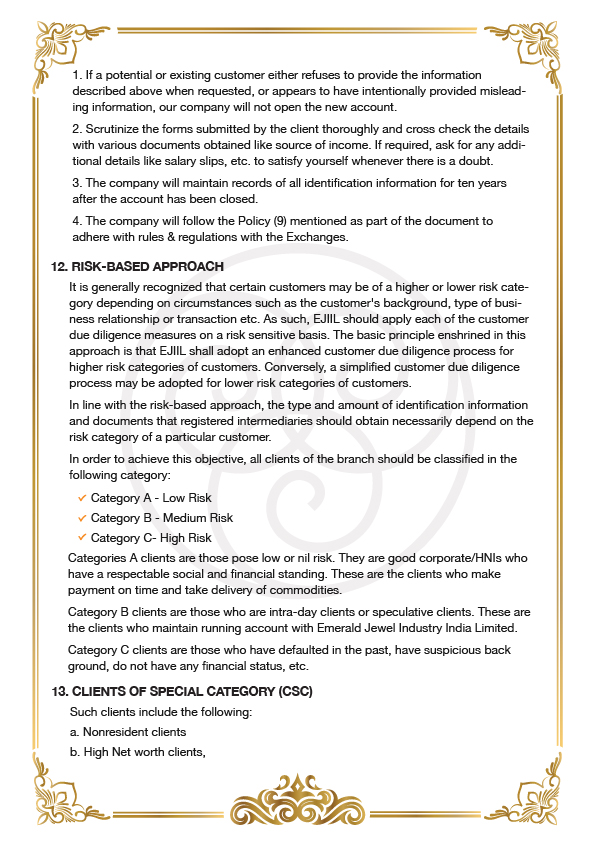 1. If a potential or existing customer either refuses to provide the information
described above when requested, or appears to have intentionally provided mislead-
ing information, our company will not open the new account.
2. Scrutinize the forms submitted by the client thoroughly and cross check the details
with various documents obtained like source of income. If required, ask for any addi-
tional details like salary slips, etc. to satisfy yourself whenever there is a doubt.
3. The company will maintain records of all identification information for ten years
after the account has been closed.
4. The company will follow the Policy (9) mentioned as part of the document to
adhere with rules & regulations with the Exchanges.
12. RISK-BASED APPROACH
It is generally recognized that certain customers may be of a higher or lower risk cate-
gory depending on circumstances such as the customer's background, type of busi-
ness relationship or transaction etc. As such, EJIIL should apply each of the customer
due diligence measures on a risk sensitive basis. The basic principle enshrined in this
approach is that EJIIL shall adopt an enhanced customer due diligence process for
higher risk categories of customers. Conversely, a simplified customer due diligence
process may be adopted for lower risk categories of customers.
In line with the risk-based approach, the type and amount of identification information
and documents that registered intermediaries should obtain necessarily depend on the
risk category of a particular customer.
In order to achieve this objective, all clients of the branch should be classified in the
following category:
✓ Category A - Low Risk
✓ Category B - Medium Risk
✓ Category C- High Risk
Categories A clients are those pose low or nil risk. They are good corporate/HNIs who
have a respectable social and financial standing. These are the clients who make
payment on time and take delivery of commodities.
Category B clients are those who are intra-day clients or speculative clients. These are
the clients who maintain running account with Emerald Jewel Industry India Limited.
Category C clients are those who have defaulted in the past, have suspicious back
ground, do not have any financial status, etc.
13. CLIENTS OF SPECIAL CATEGORY (CSC)
Such clients include the following:
a. Nonresident clients
b. High Net worth clients,